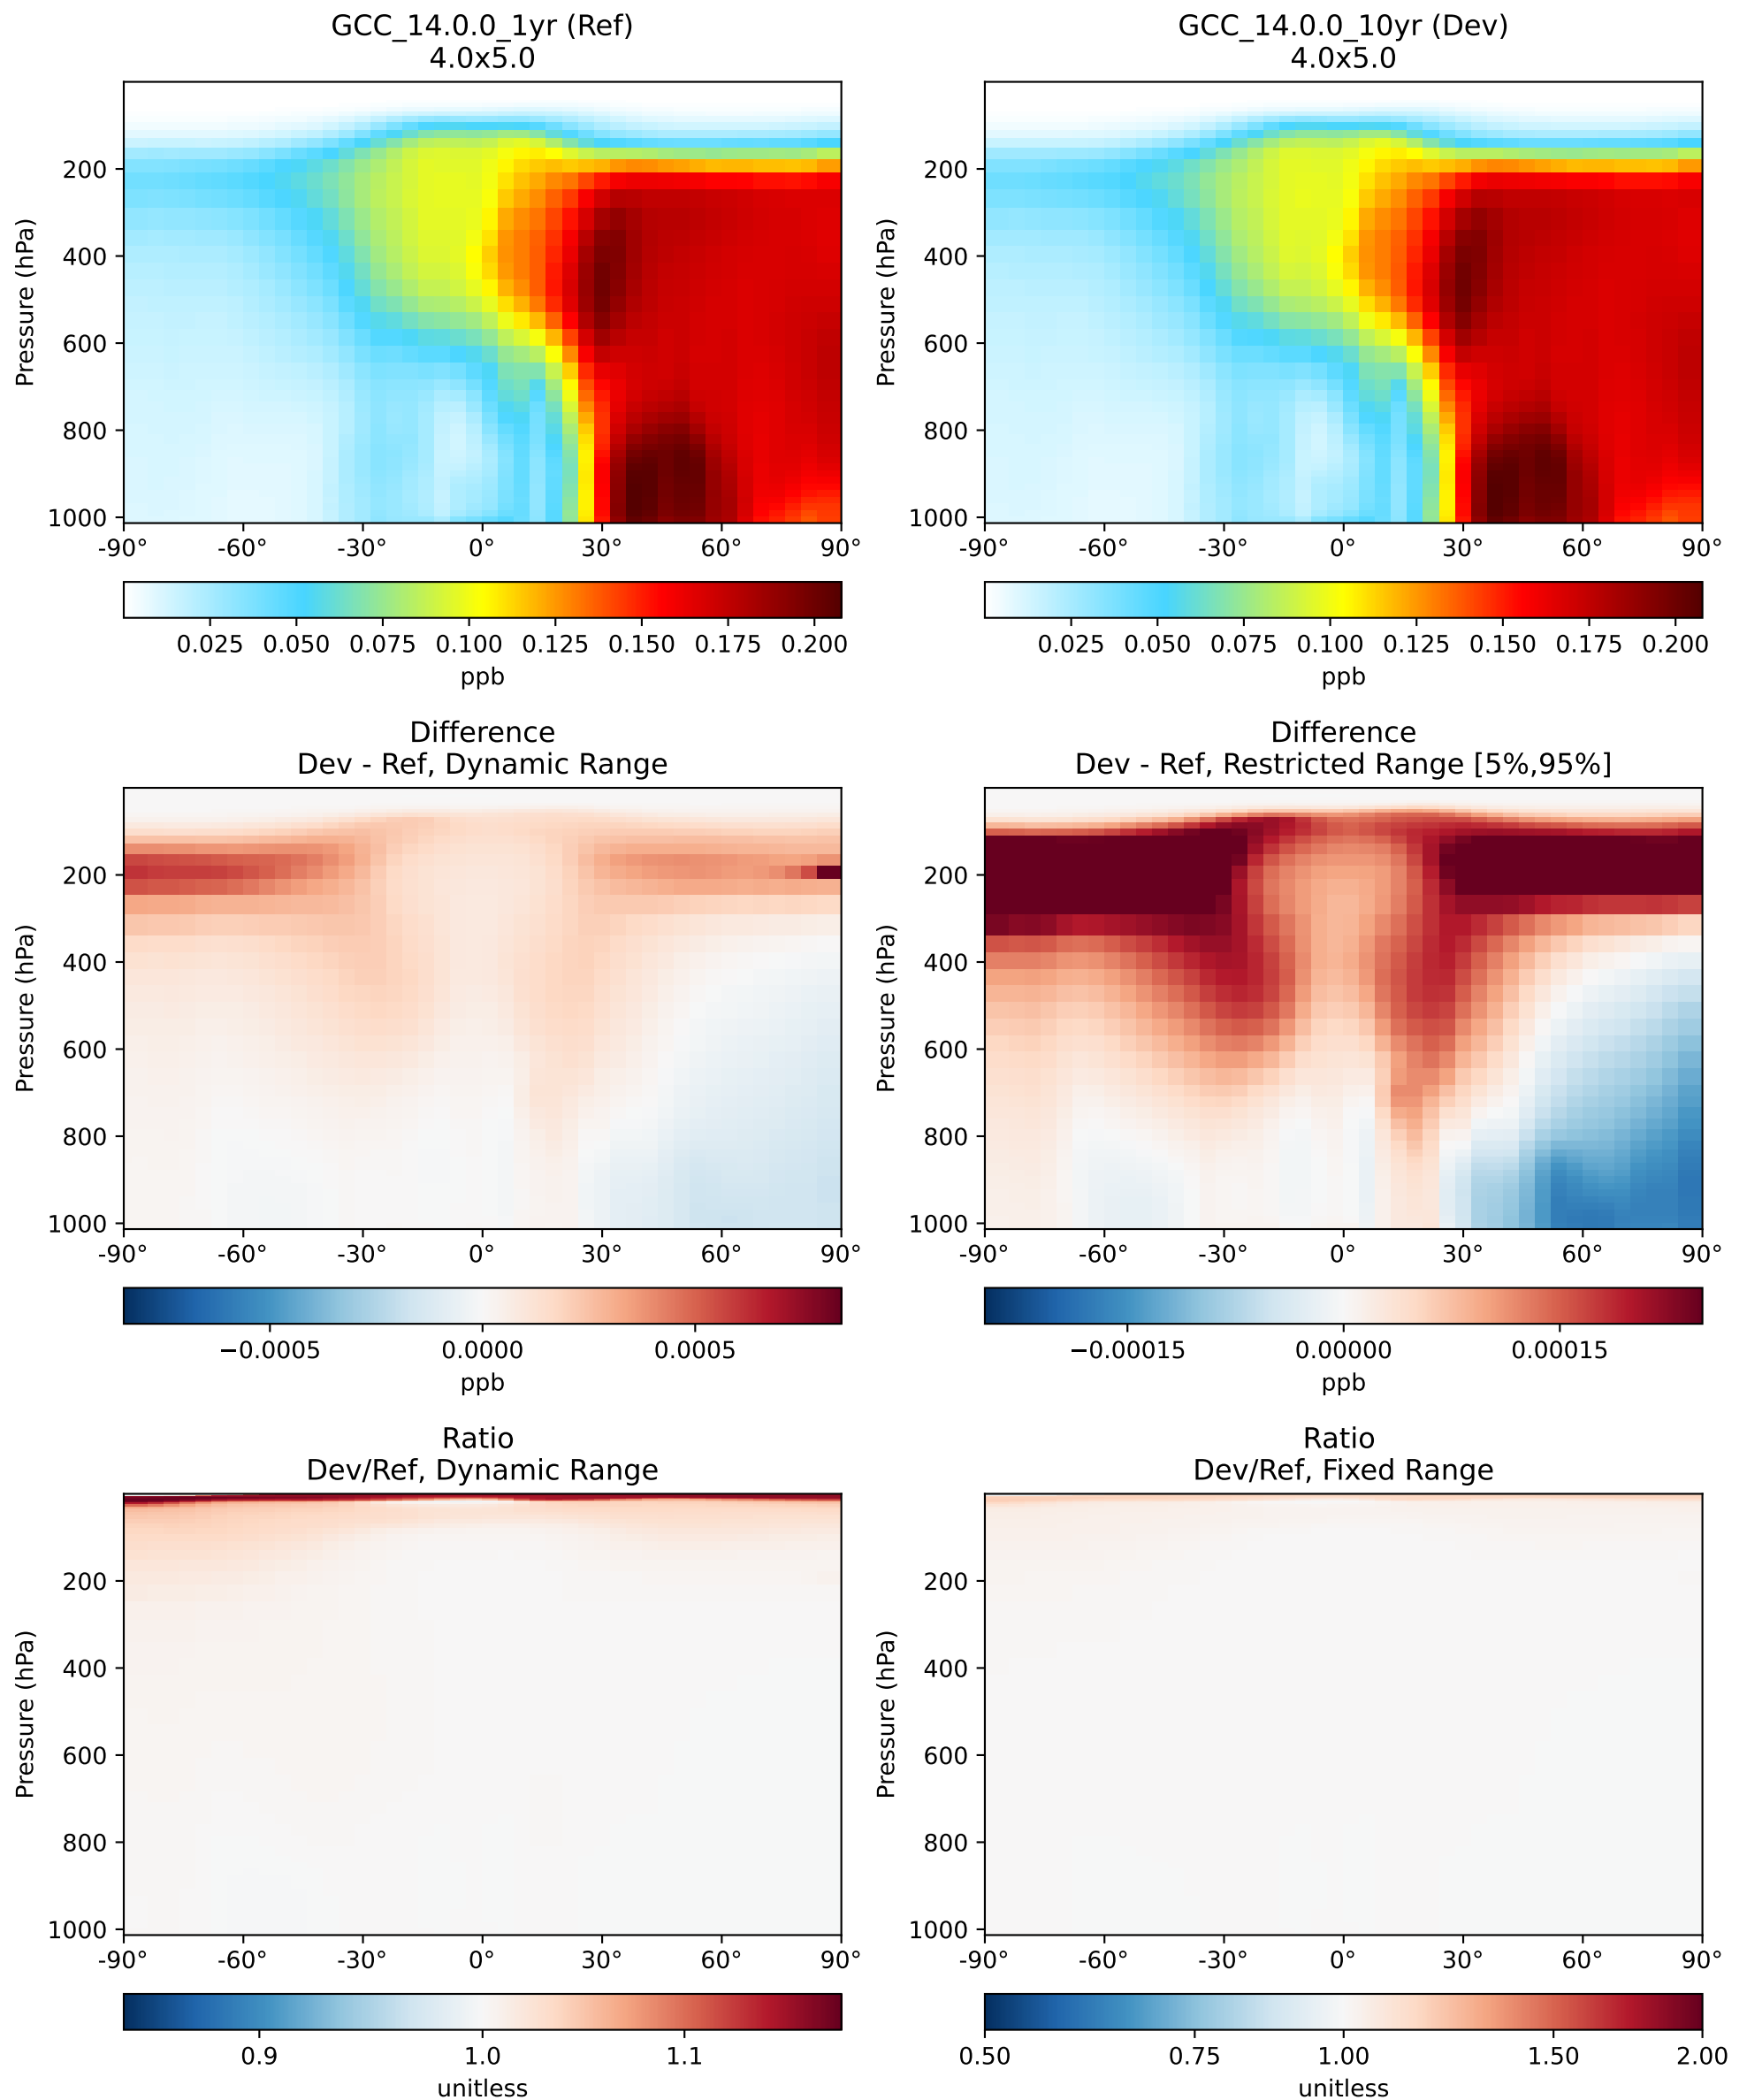 GCC_14.0.0_1yr (Ref)
4.0x5.0
GCC_14.0.0_10yr (Dev)
4.0x5.0
Pressure (hPa)
200
400
600
800
1000
-90° -60° -30° 0° 30° 60° 90°
0.025 0.050 0.075 0.100 0.125 0.150 0.175 0.200
ppb
Pressure (hPa)
200
400
600
800
1000
-90° -60° -30° 0° 30° 60° 90°
0.025 0.050 0.075 0.100 0.125 0.150 0.175 0.200
ppb
Difference
Dev - Ref, Dynamic Range
Pressure (hPa)
200
400
600
800
1000
-90° -60° -30° 0° 30° 60° 90°
−0.0005 0.0000 0.0005
ppb
Difference
Dev - Ref, Restricted Range [5%,95%]
Pressure (hPa)
200
400
600
800
1000
-90° -60° -30° 0° 30° 60° 90°
−0.00015 0.00000 0.00015
ppb
Ratio
Dev/Ref, Dynamic Range
Pressure (hPa)
200
400
600
800
1000
-90° -60° -30° 0° 30° 60° 90°
0.9 1.0 1.1
unitless
Ratio
Dev/Ref, Fixed Range
Pressure (hPa)
200
400
600
800
1000
-90° -60° -30° 0° 30° 60° 90°
0.50 0.75 1.00 1.50 2.00
unitless